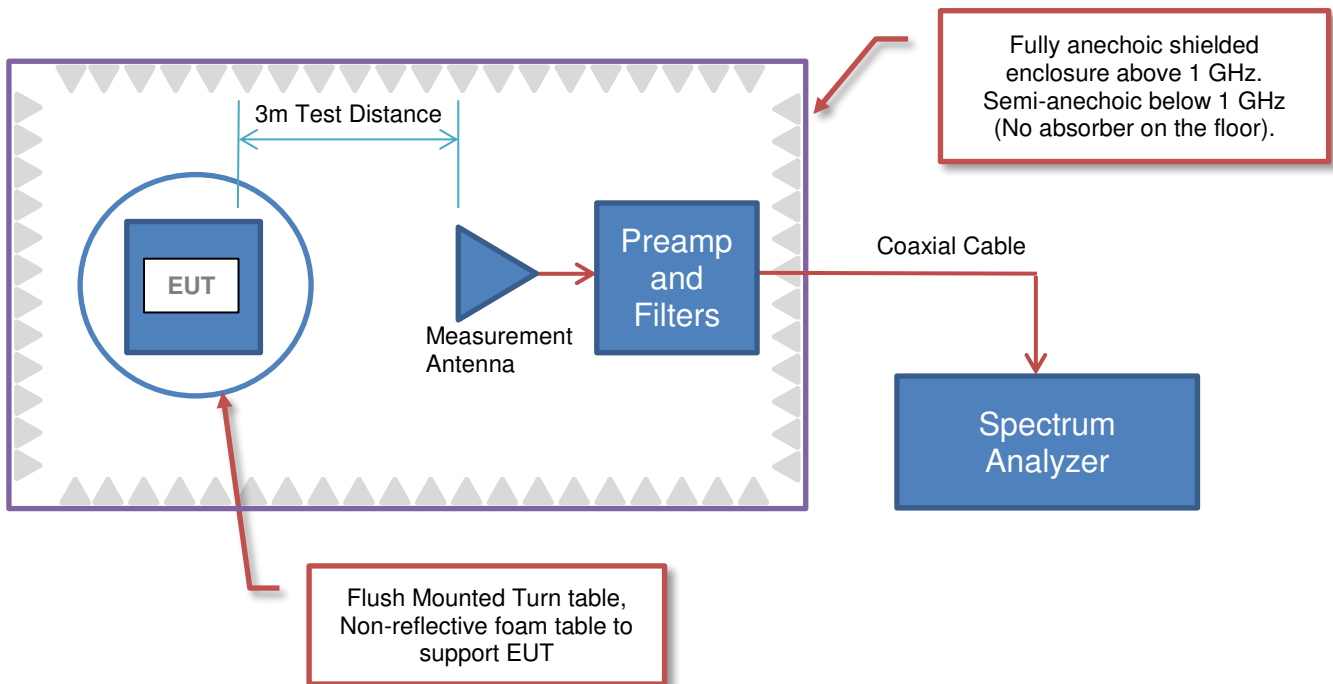 Fully anechoic shielded
enclosure above 1 GHz.
Semi-anechoic below 1 GHz
(No absorber on the floor).
3m Test Distance
EUT
Measurement
Antenna
Preamp
and
Filters
Coaxial Cable
Spectrum
Analyzer
Flush Mounted Turn table,
Non-reflective foam table to
support EUT